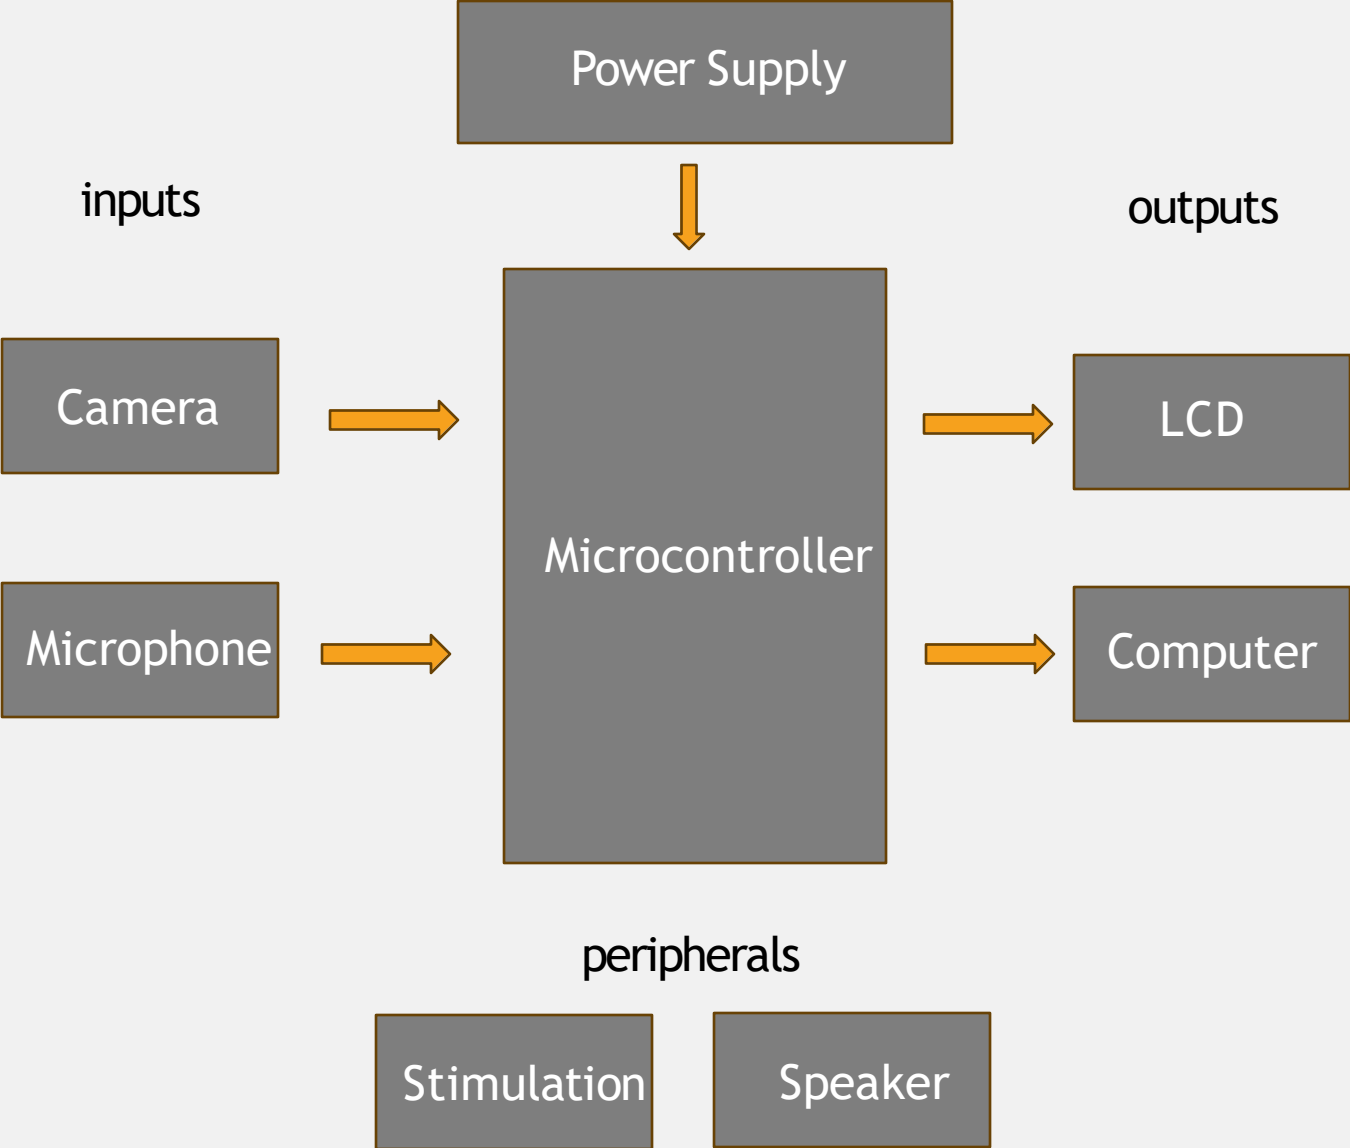 Power Supply
inputs
outputs
Camera
LCD
Microcontroller
Microphone
Computer
peripherals
Stimulation
Speaker